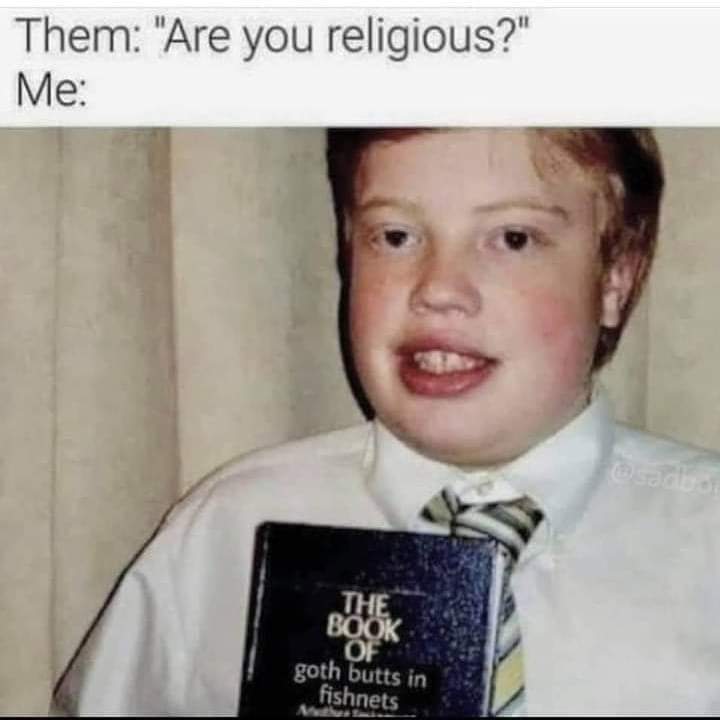 Them: "Are you religious?"
Me:
THE
BOOK
OF
goth butts in
fishnets